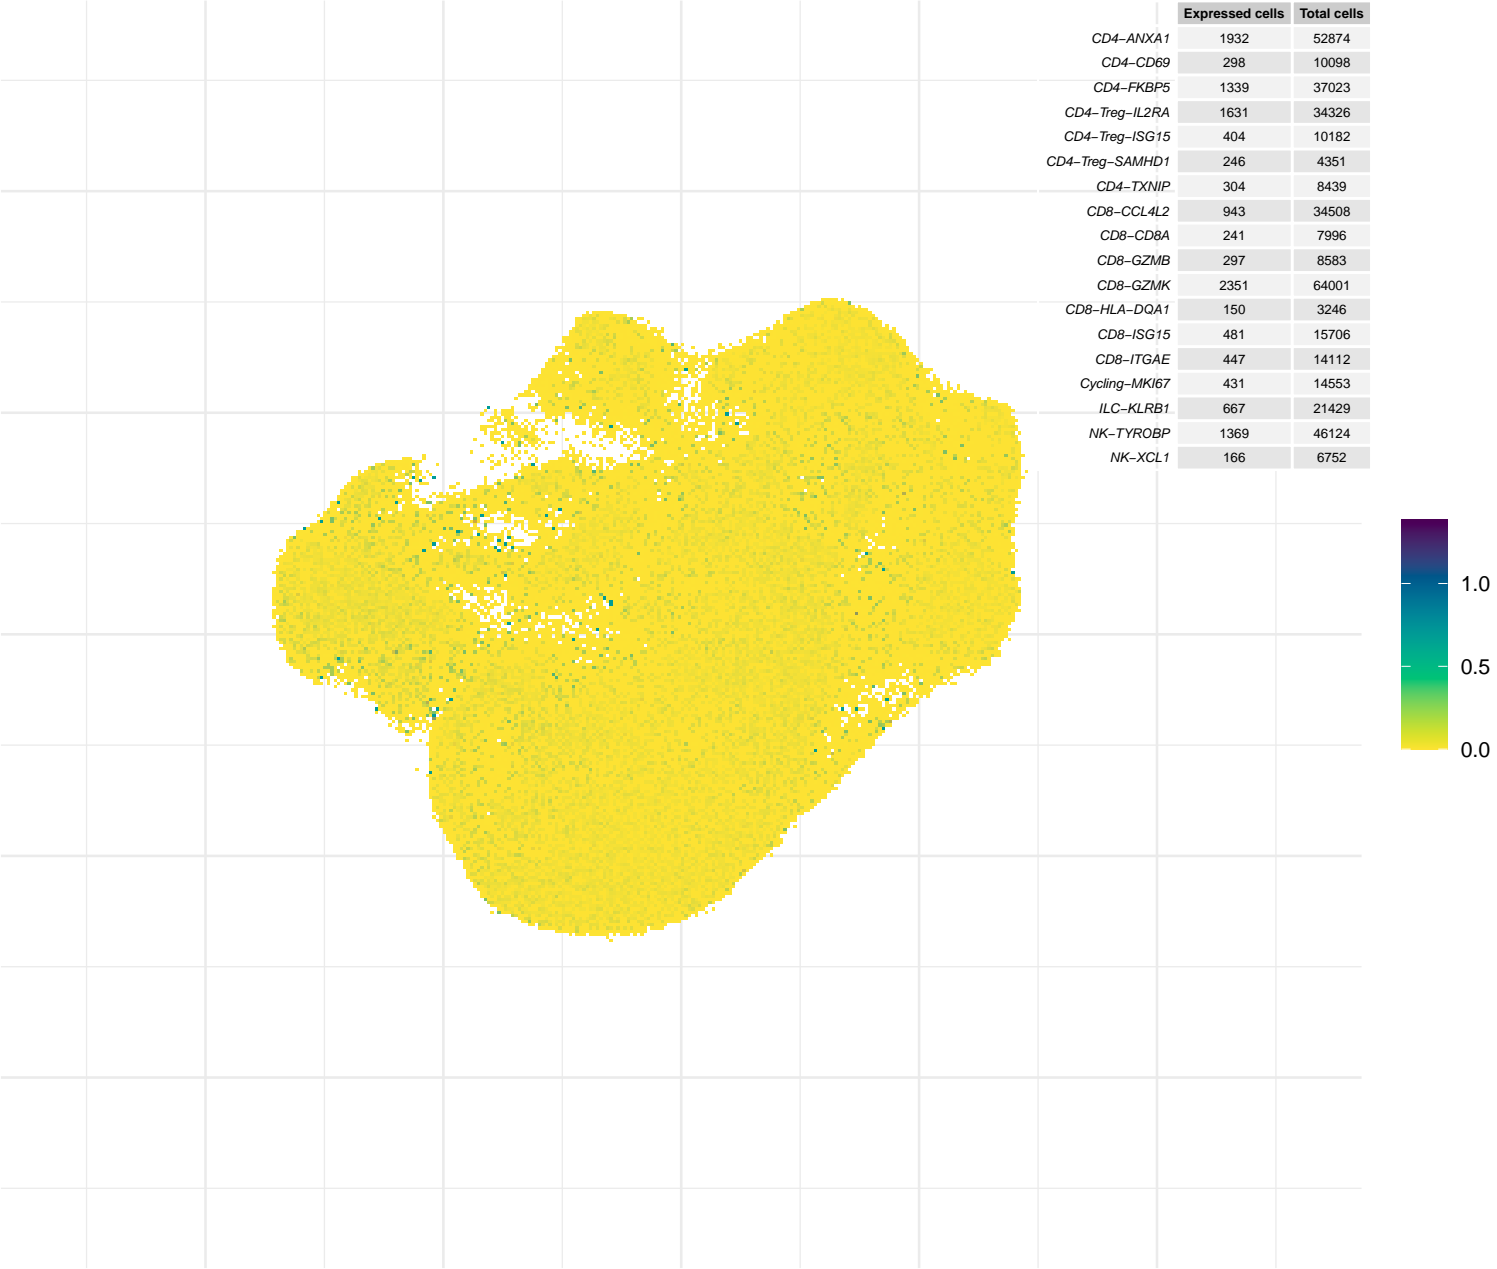 Expressed cells Total cells
CD4−ANXA1 1932 52874
CD4−CD69 298 10098
CD4−FKBP5 1339 37023
CD4−Treg−IL2RA 1631 34326
CD4−Treg−ISG15 404 10182
CD4−Treg−SAMHD1 246 4351
CD4−TXNIP 304 8439
CD8−CCL4L2 943 34508
CD8−CD8A 241 7996
CD8−GZMB 297 8583
CD8−GZMK 2351 64001
CD8−HLA−DQA1 150 3246
CD8−ISG15 481 15706
CD8−ITGAE 447 14112
Cycling−MKI67 431 14553
ILC−KLRB1 667 21429
NK−TYROBP 1369 46124
NK−XCL1 166 6752
1.0
0.5
0.0